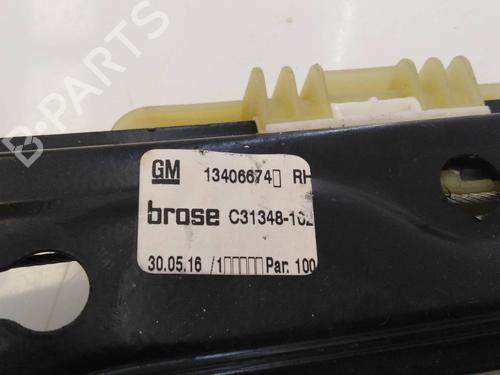 B-PARTS
GM 13406674▯ RH
brose C31348-102
30.05.16 /1▯▯▯▯▯ Par. 100